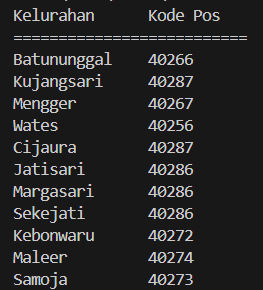 Kelurahan Kode Pos
==========================
Batununggal 40266
Kujangsari 40287
Mengger 40267
Wates 40256
Cijaura 40287
Jatisari 40286
Margasari 40286
Sekejati 40286
Kebonwaru 40272
Maleer 40274
Samoja 40273